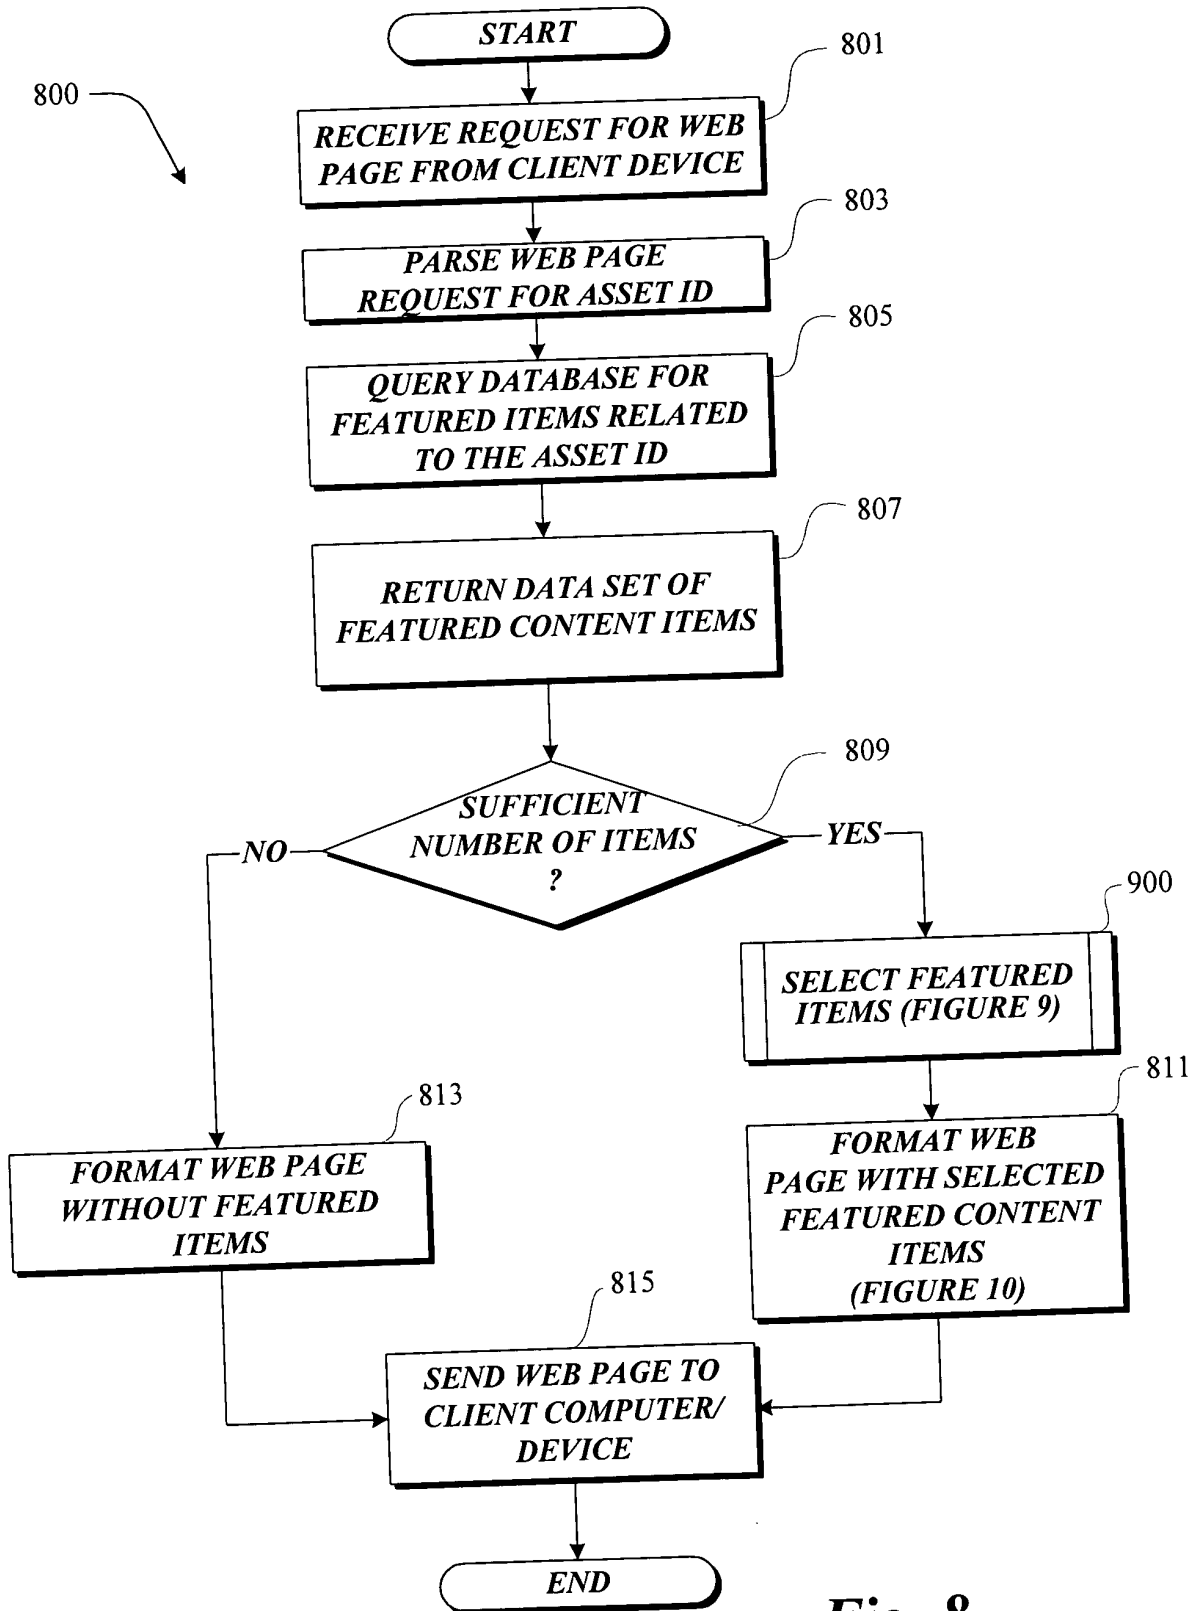 START
801
800
RECEIVE REQUEST FOR WEB
PAGE FROM CLIENT DEVICE
803
PARSE WEB PAGE
REQUEST FOR ASSET ID
805
QUERY DATABASE FOR
FEATURED ITEMS RELATED
TO THE ASSET ID
807
RETURN DATA SET OF
FEATURED CONTENT ITEMS
809
SUFFICIENT
NUMBER OF ITEMS
?
NO
YES
900
SELECT FEATURED
ITEMS (FIGURE 9)
811
FORMAT WEB
PAGE WITH SELECTED
FEATURED CONTENT
ITEMS
(FIGURE 10)
813
FORMAT WEB PAGE
WITHOUT FEATURED
ITEMS
815
SEND WEB PAGE TO
CLIENT COMPUTER/
DEVICE
END
Fig. 8